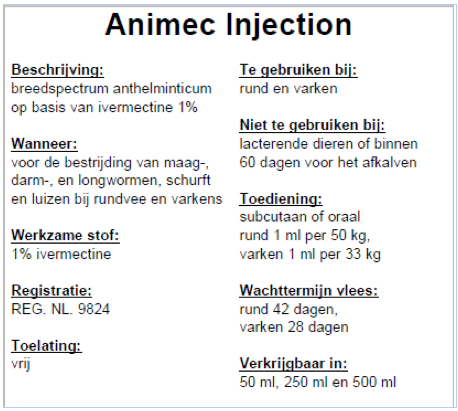 Animec Injection
Beschrijving:
breedspectrum anthelminticum
op basis van ivermectine 1%
Wanneer:
voor de bestrijding van maag-,
darm-, en longwormen, schurft
en luizen bij rundvee en varkens
Werkzame stof:
1% ivermectine
Registratie:
REG. NL. 9824
Toelating:
vrij
Te gebruiken bij:
rund en varken
Niet te gebruiken bij:
lacterende dieren of binnen
60 dagen voor het afkalven
Toediening:
subcutaan of oraal
rund 1 ml per 50 kg,
varken 1 ml per 33 kg
Wachttermijn vlees:
rund 42 dagen,
varken 28 dagen
Verkrijgbaar in:
50 ml, 250 ml en 500 ml